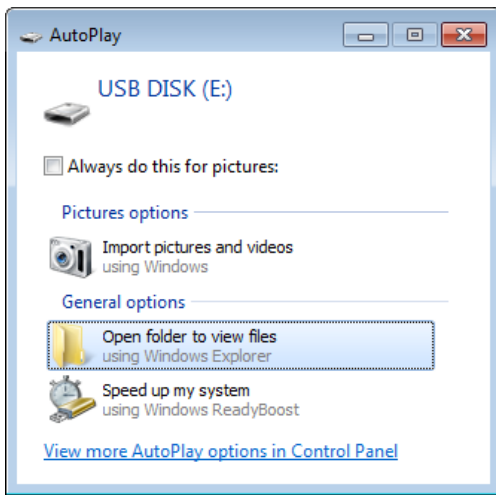 AutoPlay
USB DISK (E:)
Always do this for pictures:
Pictures options
Import pictures and videos
using Windows
General options
Open folder to view files
using Windows Explorer
Speed up my system
using Windows ReadyBoost
View more AutoPlay options in Control Panel